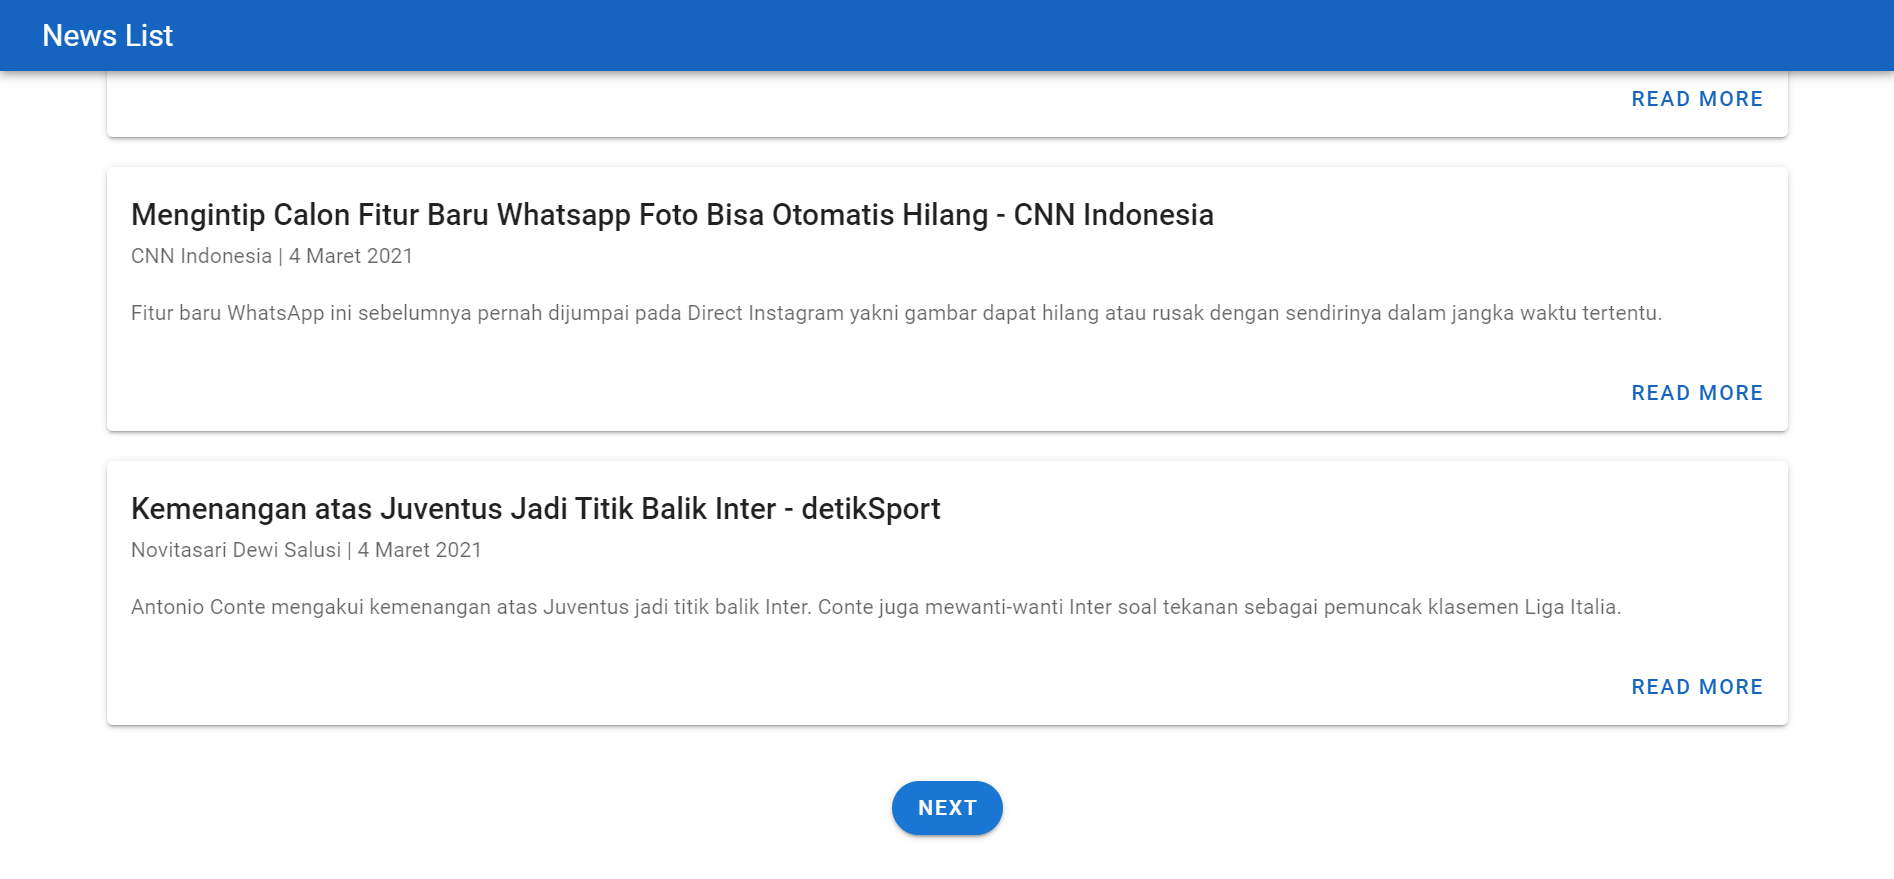 News List
READ MORE
Mengintip Calon Fitur Baru Whatsapp Foto Bisa Otomatis Hilang - CNN Indonesia
CNN Indonesia | 4 Maret 2021
Fitur baru WhatsApp ini sebelumnya pernah dijumpai pada Direct Instagram yakni gambar dapat hilang atau rusak dengan sendirinya dalam jangka waktu tertentu.
READ MORE
Kemenangan atas Juventus Jadi Titik Balik Inter - detikSport
Novitasari Dewi Salusi | 4 Maret 2021
Antonio Conte mengakui kemenangan atas Juventus jadi titik balik Inter. Conte juga mewanti-wanti Inter soal tekanan sebagai pemuncak klasemen Liga Italia.
READ MORE
NEXT